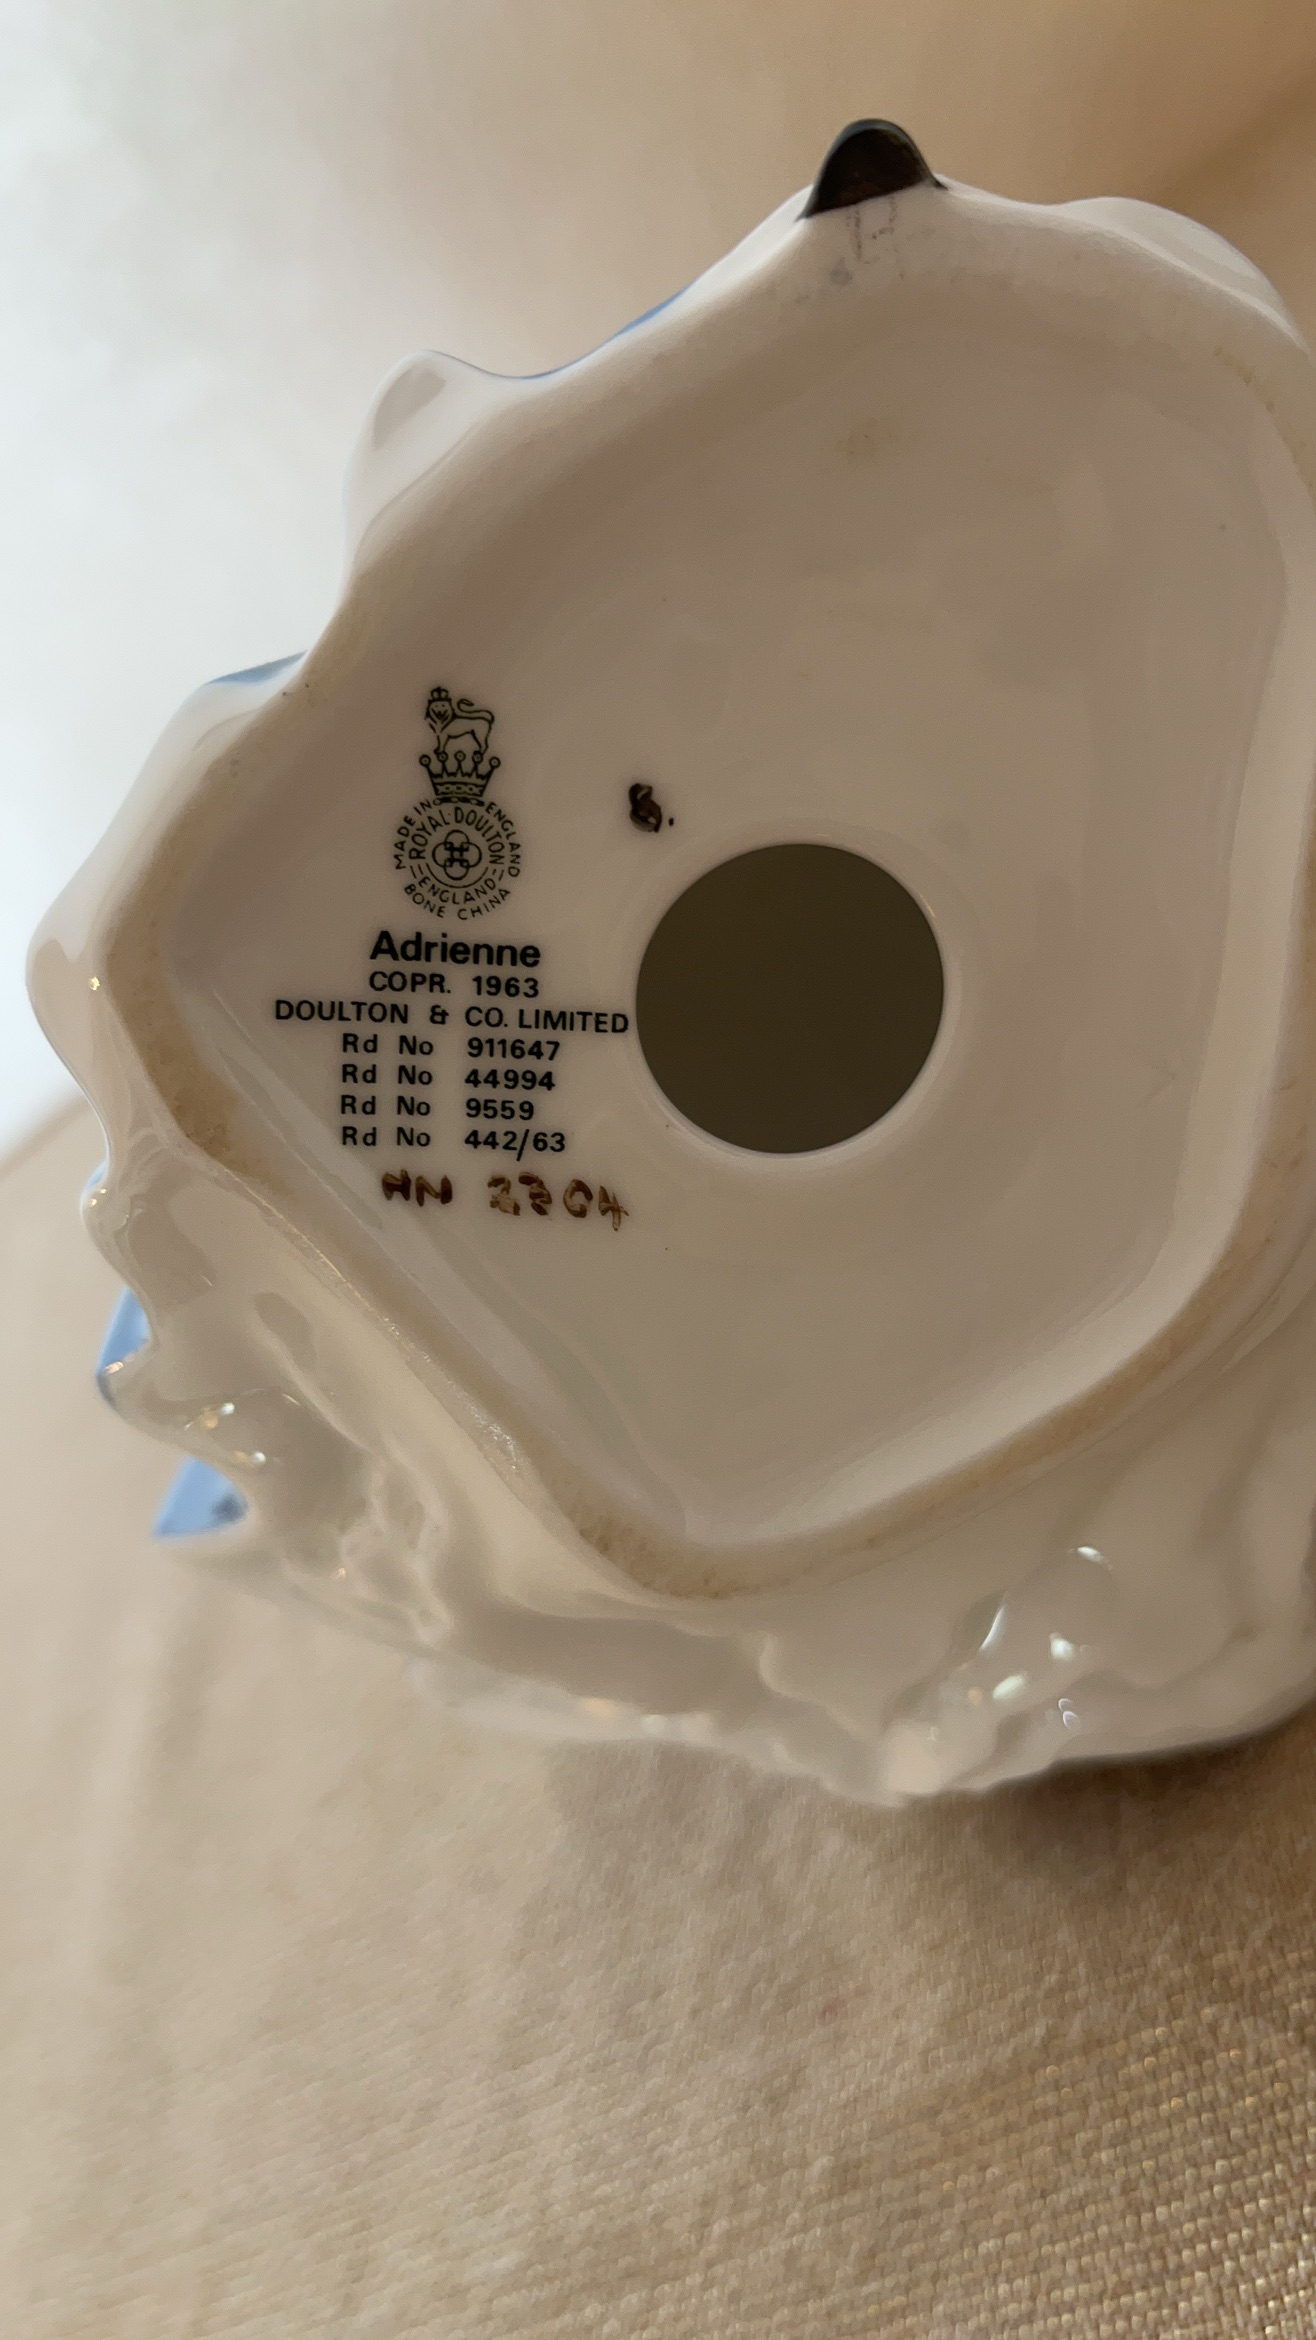 MADE IN ENGLAND
ROYAL DOULTON
ENGLAND
BONE CHINA
Adrienne
COPR. 1963
DOULTON & CO. LIMITED
Rd No 911647
Rd No 44994
Rd No 9559
Rd No 442/63
HN 2304